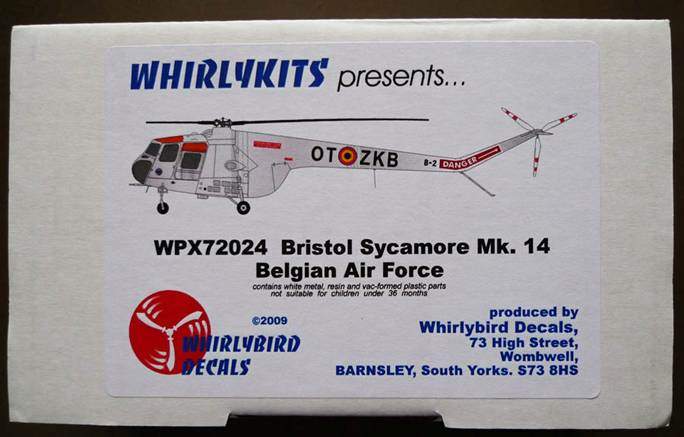 WHIRLYKITS presents...
OT ZKB
B-2
DANGER
WPX72024 Bristol Sycamore Mk. 14
Belgian Air Force
contains white metal, resin and vac-formed plastic parts
not suitable for children under 36 months
©2009
WHIRLYBIRD
DECALS
produced by
Whirlybird Decals,
73 High Street,
Wombwell,
BARNSLEY, South Yorks. S73 8HS